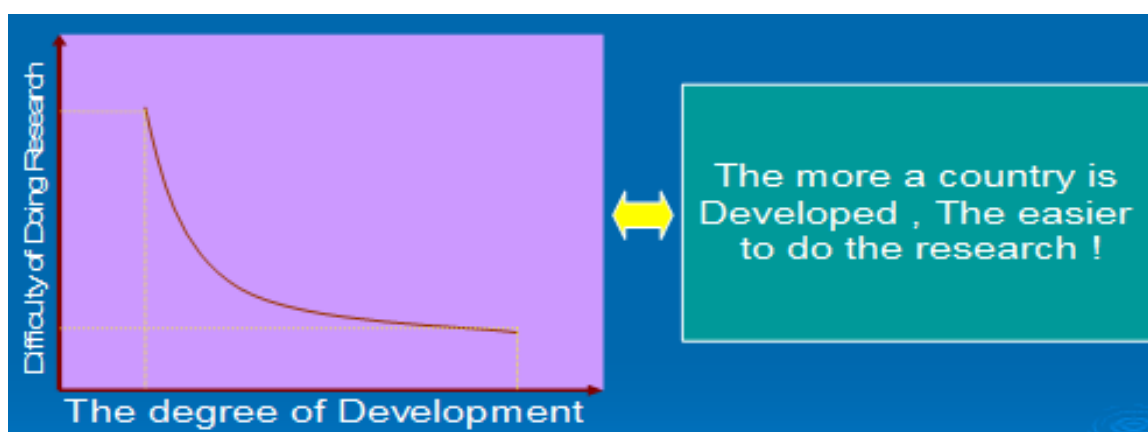 Difficulty of Doing Research
The degree of Development
The more a country is
Developed , The easier
to do the research !